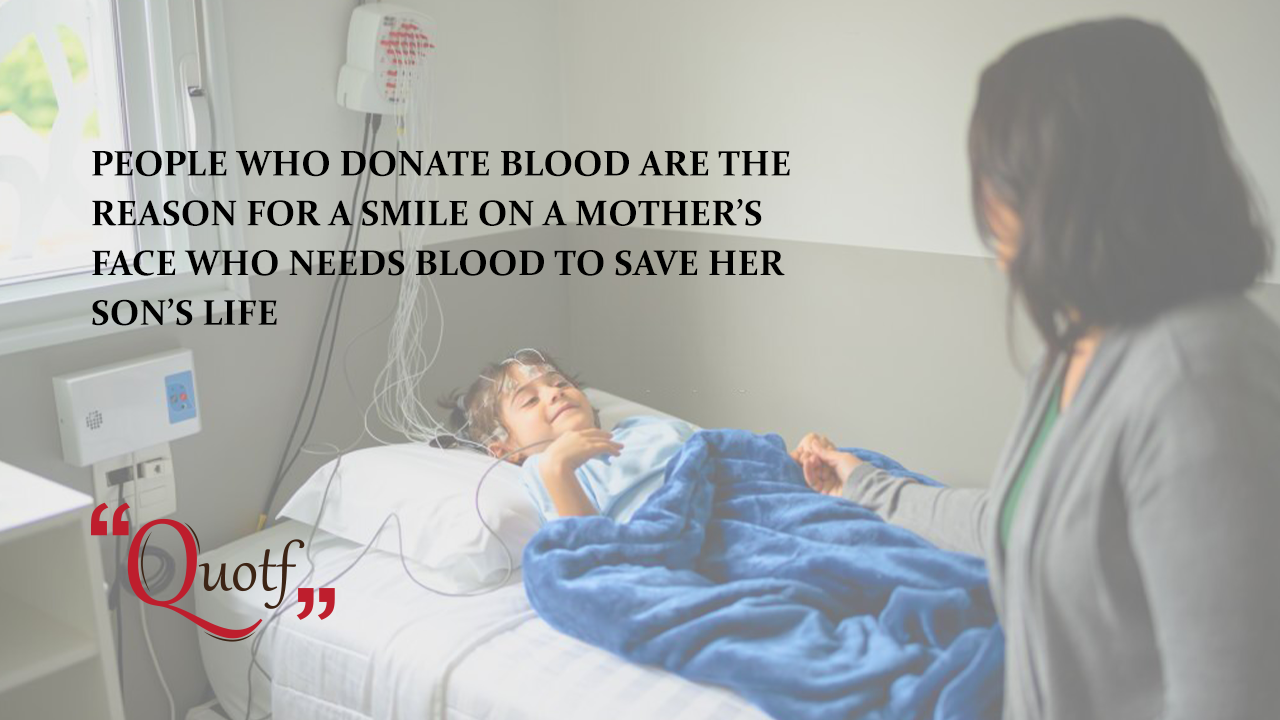 PEOPLE WHO DONATE BLOOD ARE THE
REASON FOR A SMILE ON A MOTHER’S
FACE WHO NEEDS BLOOD TO SAVE HER
SON’S LIFE
“Quotf”